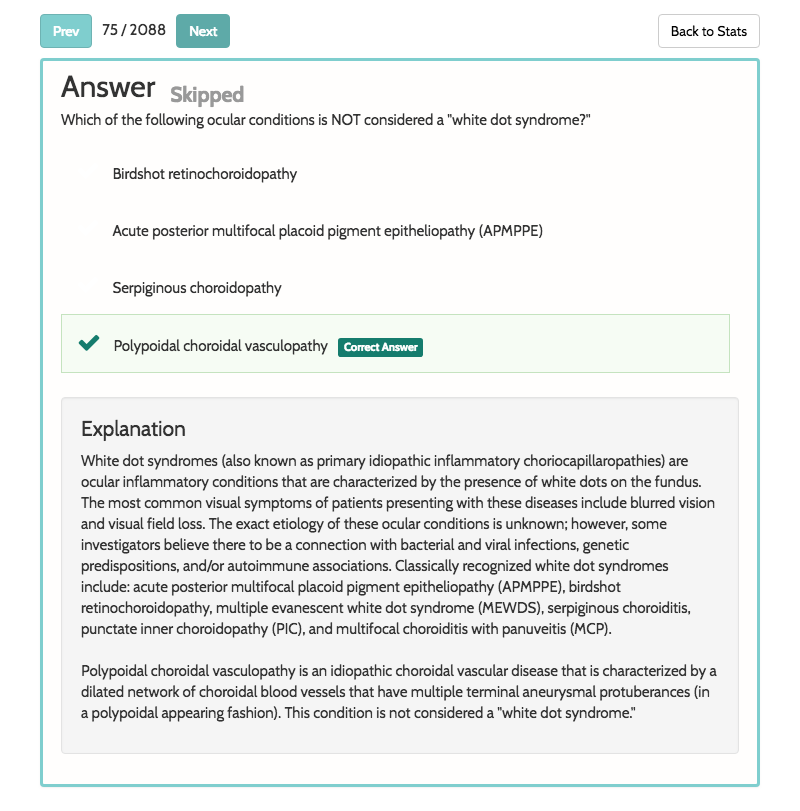 Prev 75 / 2088 Next Back to Stats
Answer Skipped
Which of the following ocular conditions is NOT considered a "white dot syndrome?"
Birdshot retinochoroidopathy
Acute posterior multifocal placoid pigment epitheliopathy (APMPPE)
Serpiginous choroidopathy
Polypoidal choroidal vasculopathy Correct Answer
Explanation
White dot syndromes (also known as primary idiopathic inflammatory choriocapillaropathies) are
ocular inflammatory conditions that are characterized by the presence of white dots on the fundus.
The most common visual symptoms of patients presenting with these diseases include blurred vision
and visual field loss. The exact etiology of these ocular conditions is unknown; however, some
investigators believe there to be a connection with bacterial and viral infections, genetic
predispositions, and/or autoimmune associations. Classically recognized white dot syndromes
include: acute posterior multifocal placoid pigment epitheliopathy (APMPPE), birdshot
retinochoroidopathy, multiple evanescent white dot syndrome (MEWDS), serpiginous choroiditis,
punctate inner choroidopathy (PIC), and multifocal choroiditis with panuveitis (MCP).
Polypoidal choroidal vasculopathy is an idiopathic choroidal vascular disease that is characterized by a
dilated network of choroidal blood vessels that have multiple terminal aneurysmal protuberances (in
a polypoidal appearing fashion). This condition is not considered a "white dot syndrome."